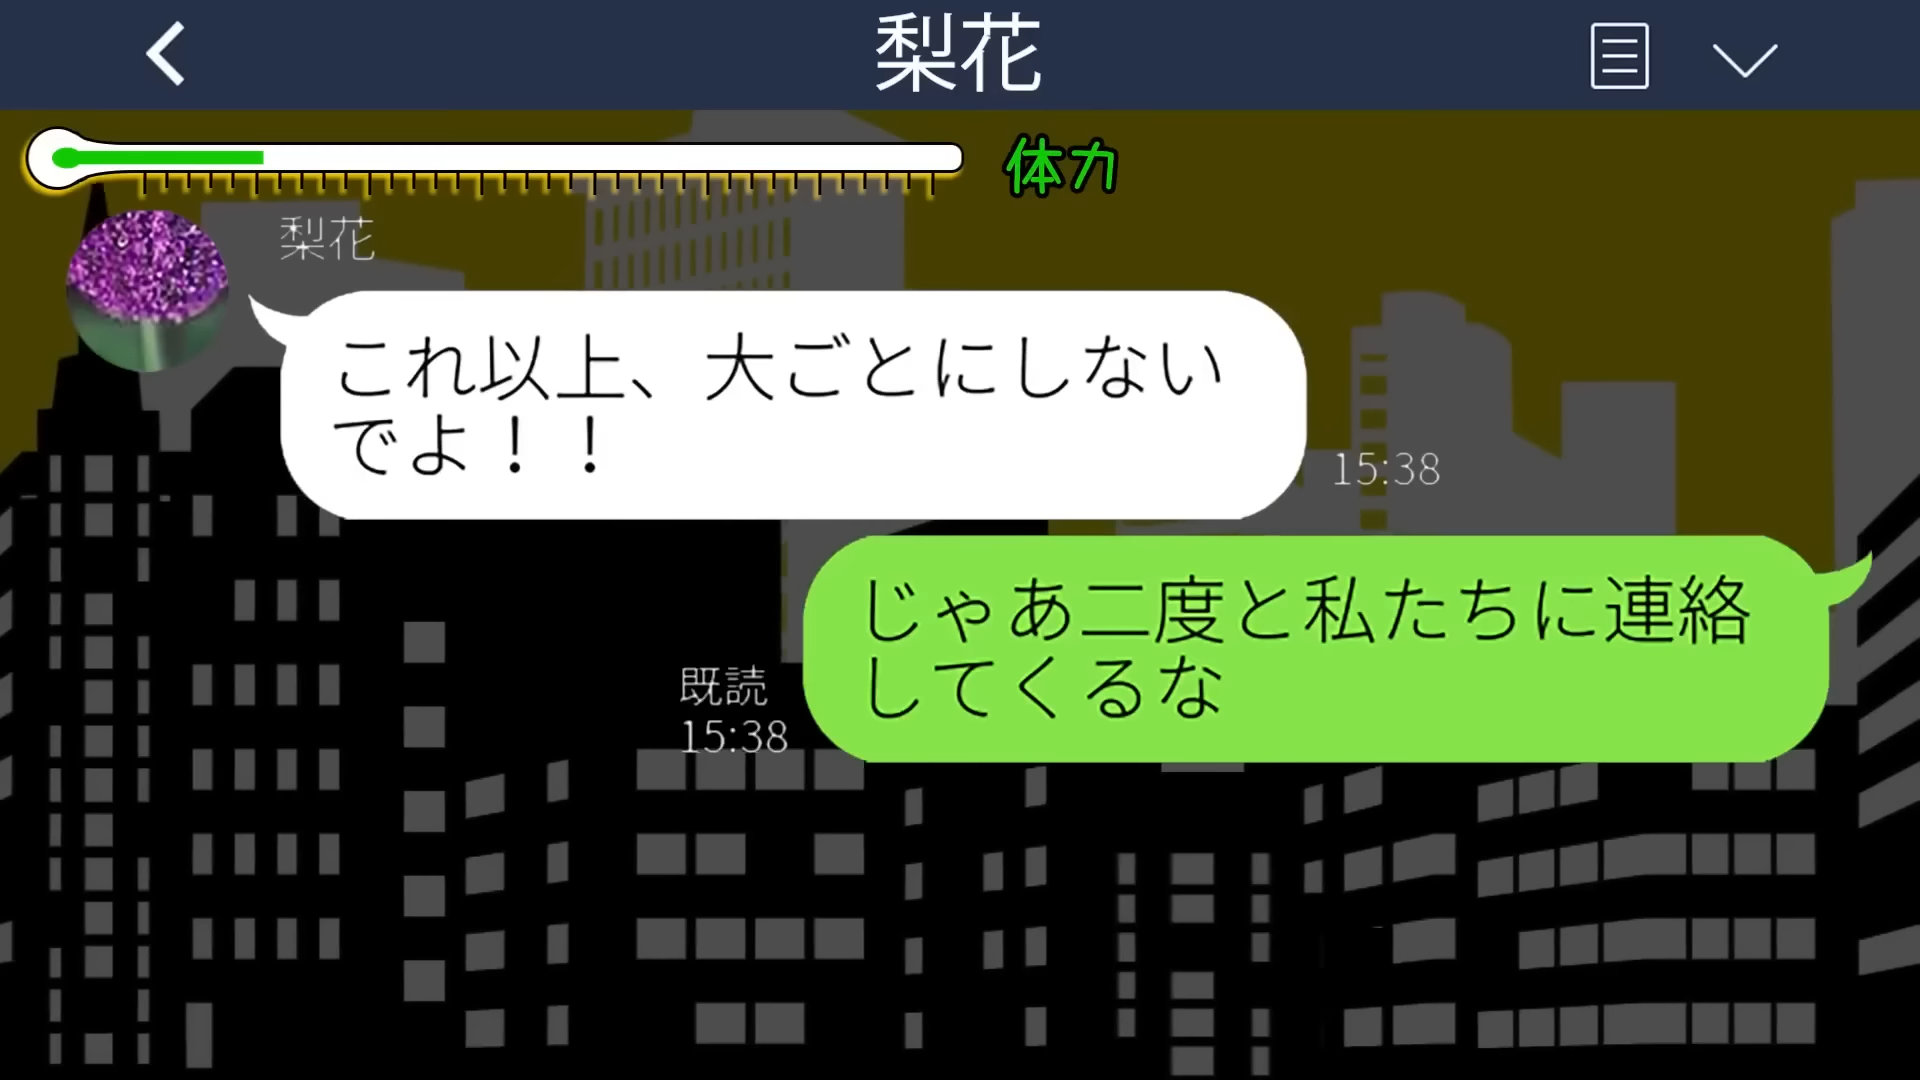 梨花
体力
梨花
これ以上、大ごとにしない
でよ！！
15:38
じゃあ二度と私たちに連絡
してくるな
既読
15:38